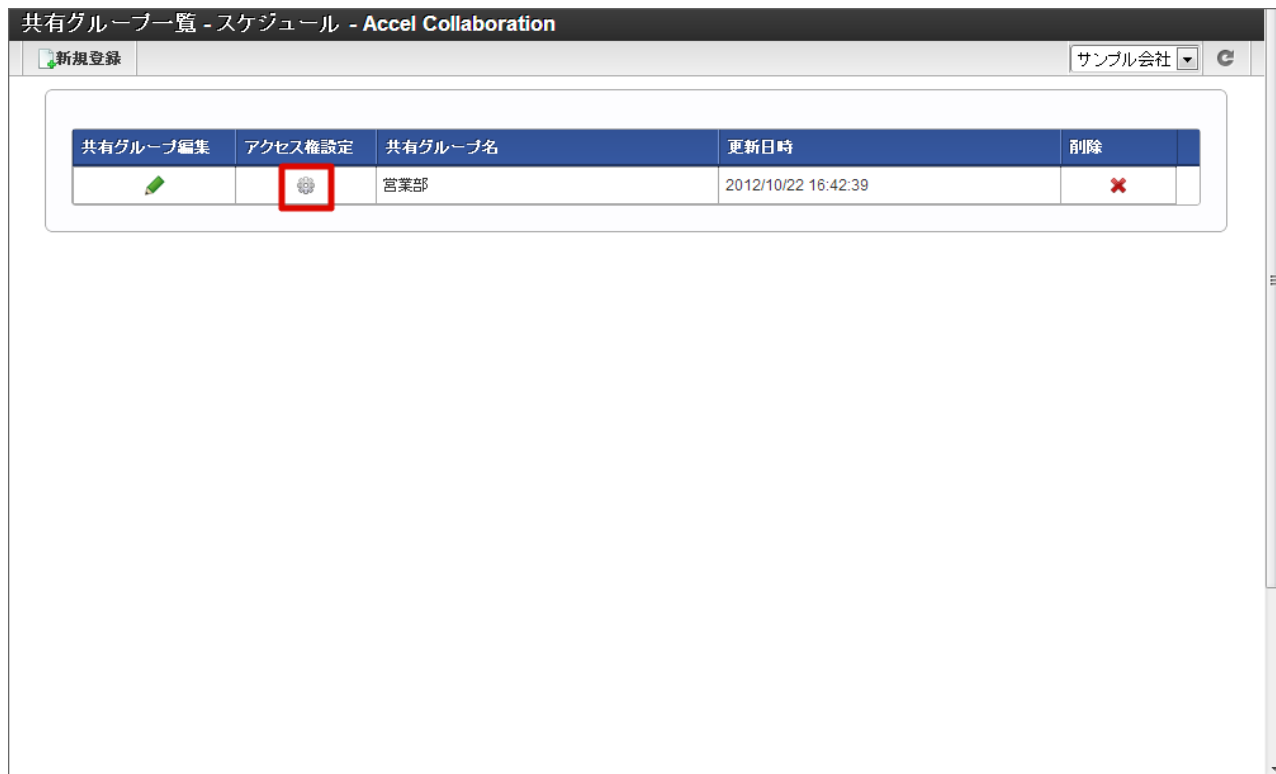 共有グループ一覧 - スケジュール - Accel Collaboration
新規登録 サンプル会社
共有グループ編集 アクセス権設定 共有グループ名 更新日時 削除
営業部 2012/10/22 16:42:39